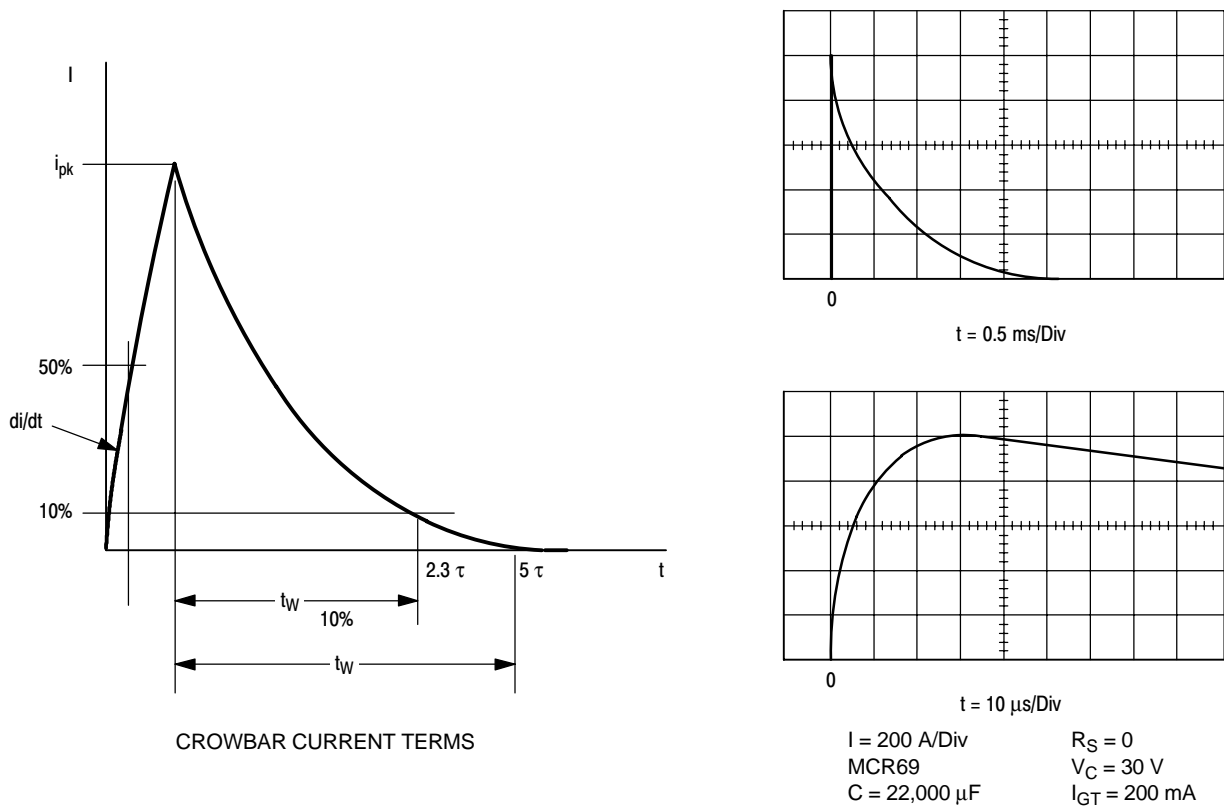 I
i_pk
50%
di/dt
10%
2.3 τ
5 τ
t
t_W
10%
t_W
CROWBAR CURRENT TERMS
0
t = 0.5 ms/Div
0
t = 10 μs/Div
I = 200 A/Div
R_S = 0
MCR69
V_C = 30 V
C = 22,000 μF
I_GT = 200 mA